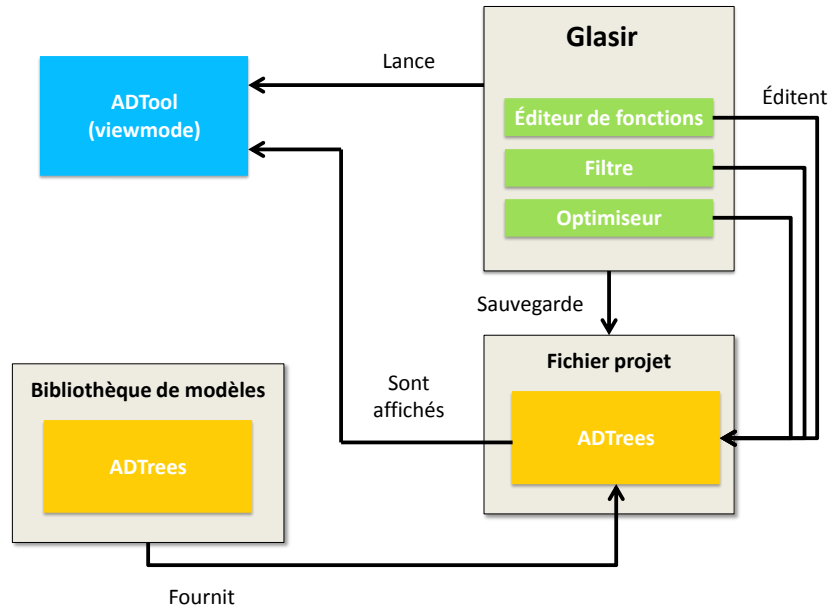 Glasir
Lance
ADTool
(viewmode)
Éditent
Éditeur de fonctions
Filtre
Optimiseur
Sauvegarde
Fichier projet
Bibliothèque de modèles
Sont
affichés
ADTrees
ADTrees
Fournit